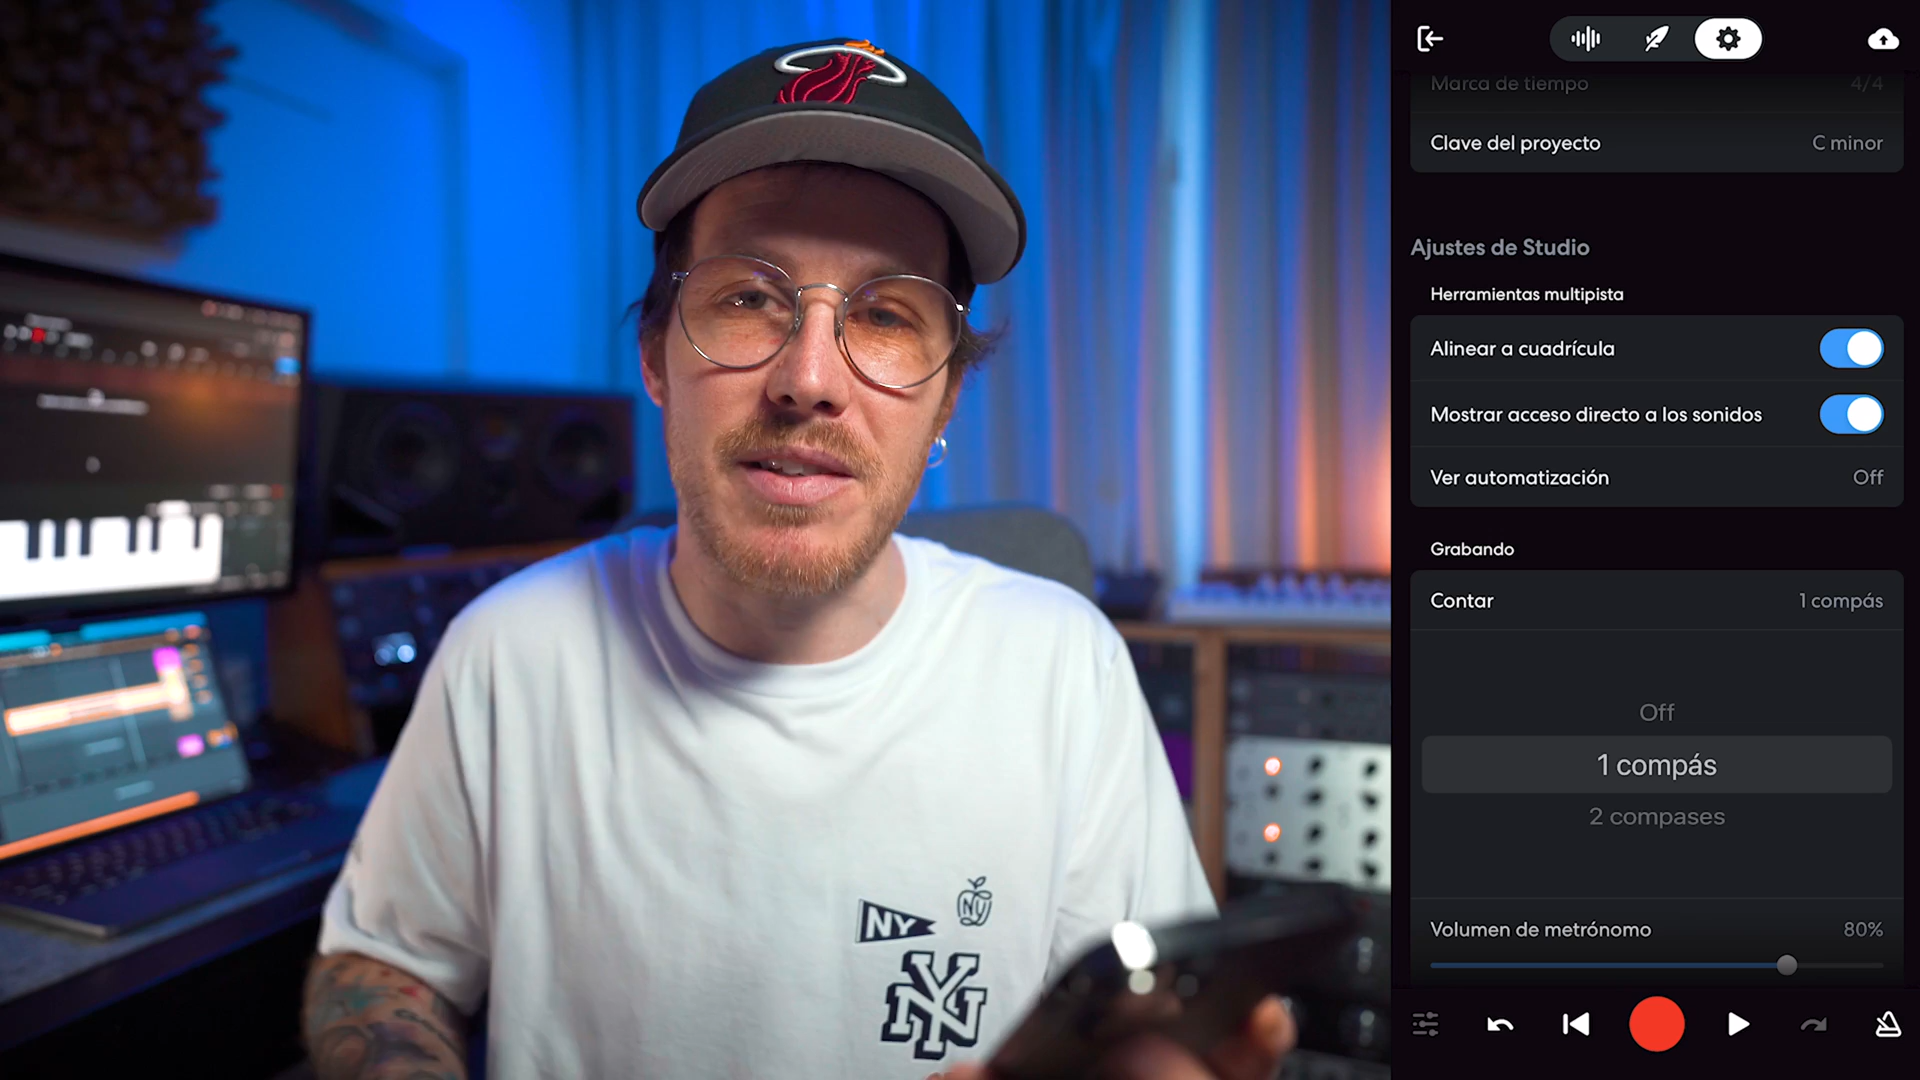 Marca de tiempo 4/4
Clave del proyecto C minor
Ajustes de Studio
Herramientas multipista
Alinear a cuadrícula
Mostrar acceso directo a los sonidos
Ver automatización Off
Grabando
Contar 1 compás
Off
1 compás
2 compases
Volumen de metrónomo 80%
NY
NY
NY